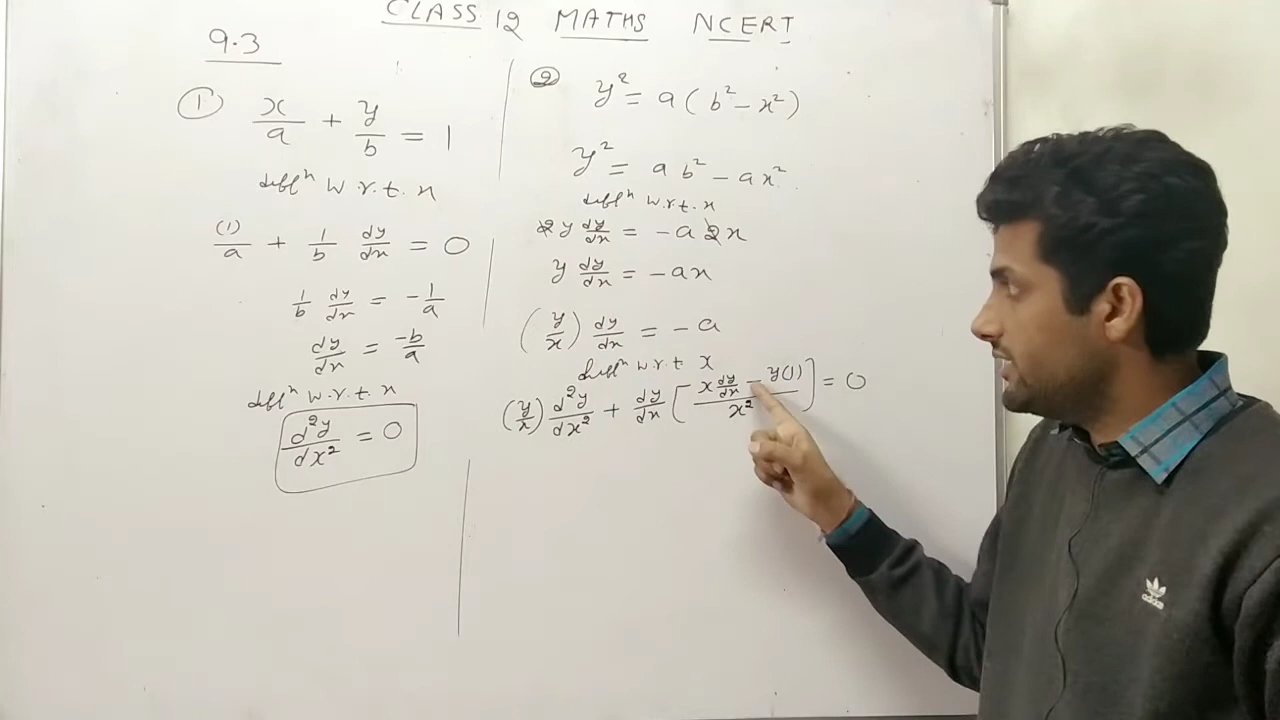 CLASS 12 MATHS NCERT
9.3
① x/a + y/b = 1
diffⁿ w.r.t. x
(1)/a + 1/b dy/dx = 0
1/b dy/dx = -1/a
dy/dx = -b/a
diffⁿ w.r.t. x
d²y/dx² = 0
② y² = a(b² - x²)
y² = ab² - ax²
diffⁿ w.r.t. x
2y dy/dx = -a2x
y dy/dx = -ax
(y/x) dy/dx = -a
diffⁿ w.r.t x
(y/x) d²y/dx² + dy/dx [(x dy/dx - y(1))/x²] = 0
adidas